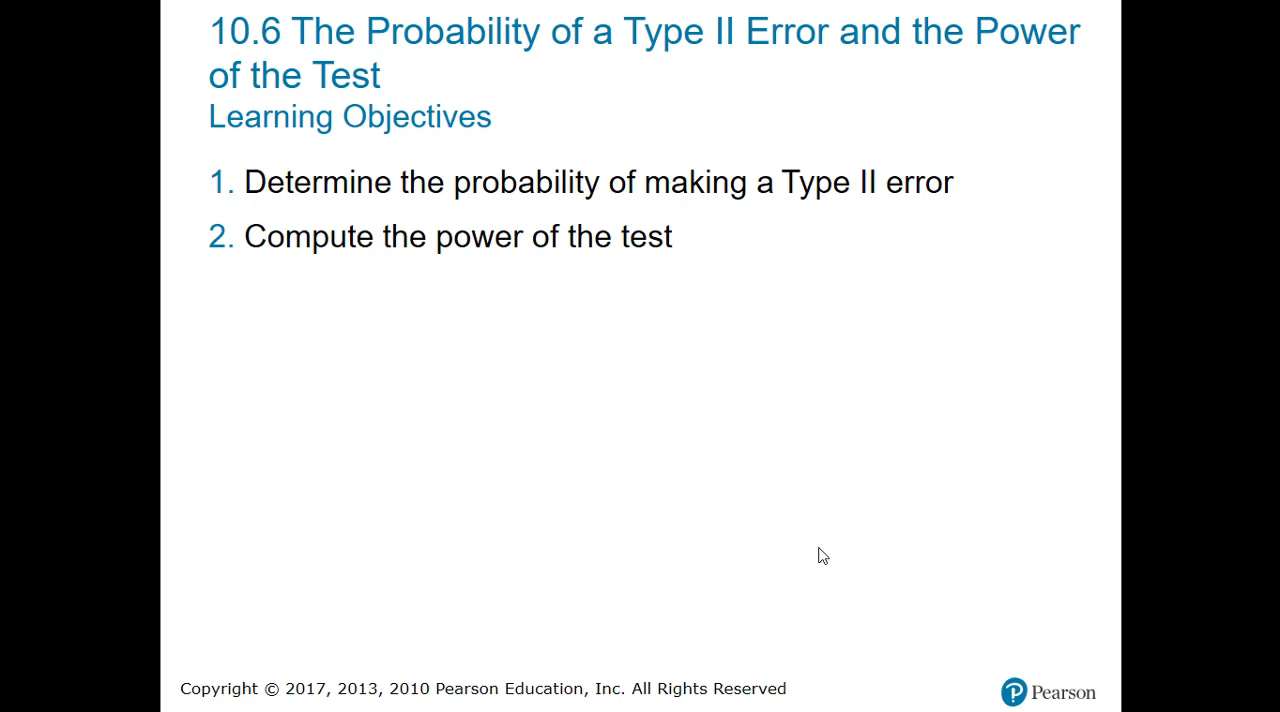 10.6 The Probability of a Type II Error and the Power
of the Test
Learning Objectives
1. Determine the probability of making a Type II error
2. Compute the power of the test
Copyright © 2017, 2013, 2010 Pearson Education, Inc. All Rights Reserved
P Pearson